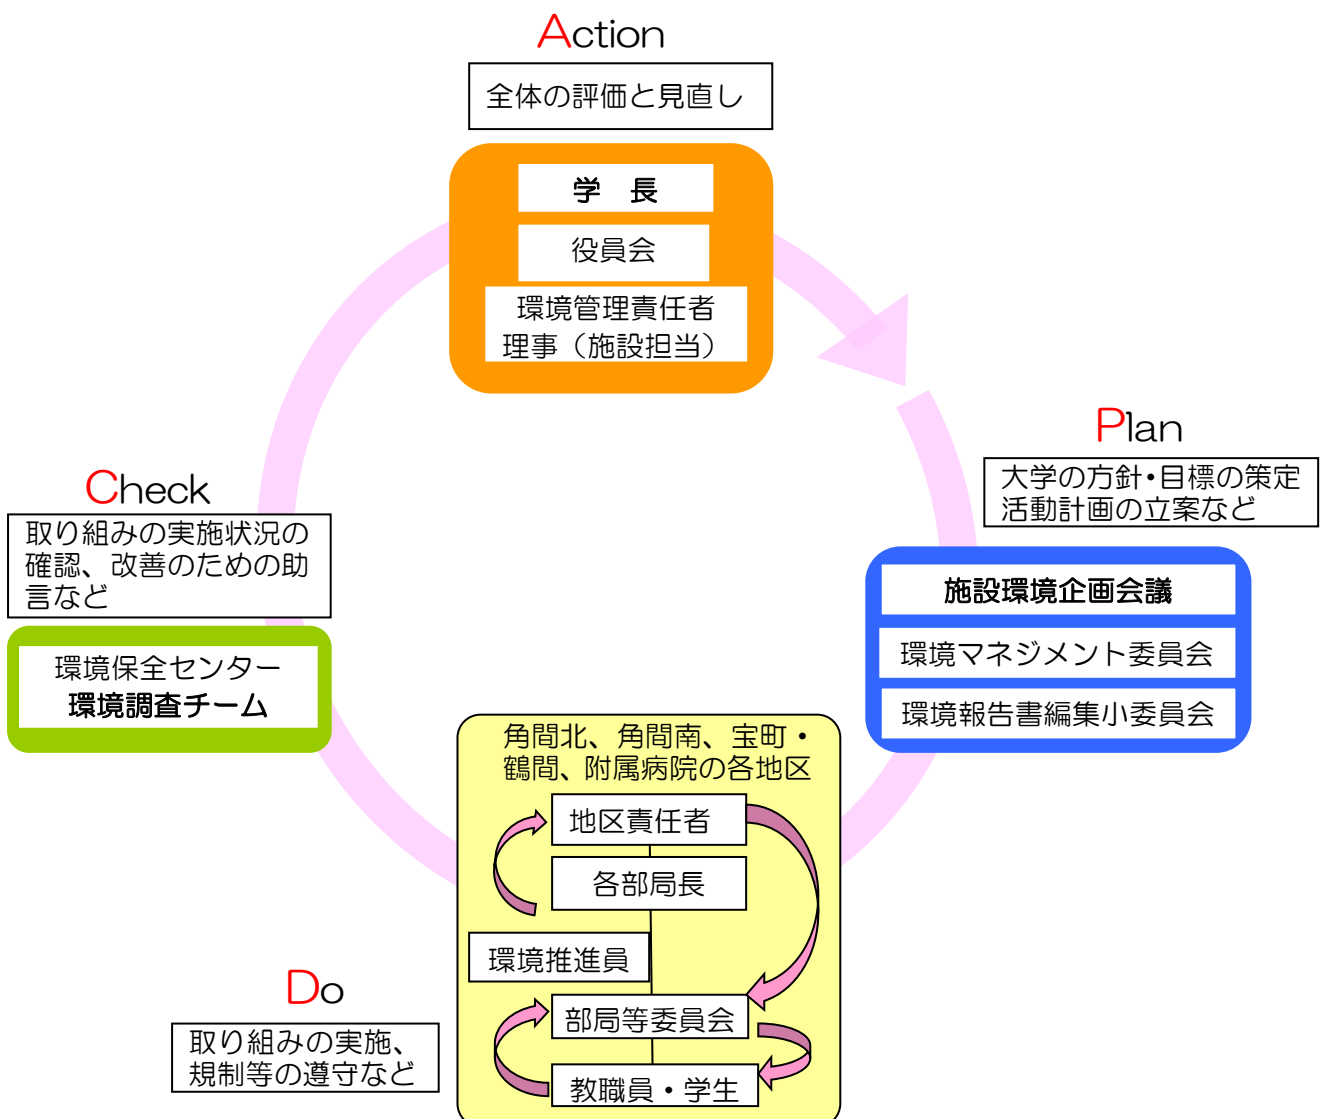 Action
全体の評価と見直し
学　長
役員会
環境管理責任者
理事（施設担当）
Plan
大学の方針・目標の策定
活動計画の立案など
施設環境企画会議
環境マネジメント委員会
環境報告書編集小委員会
Check
取り組みの実施状況の
確認、改善のための助
言など
環境保全センター
環境調査チーム
角間北、角間南、宝町・
鶴間、附属病院の各地区
地区責任者
各部局長
環境推進員
部局等委員会
教職員・学生
Do
取り組みの実施、
規制等の遵守など